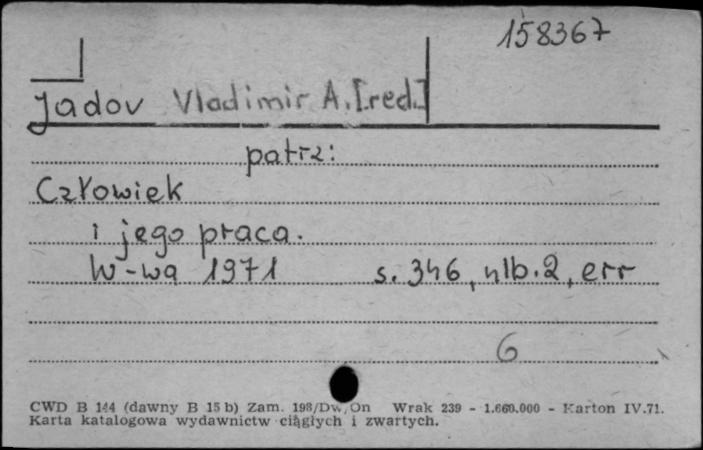 158367
Jadov Vladimir A. [red.]
patrz:
Człowiek
i jego praca.
W-wa 1971 s. 346, nlb. 2, err
6
CWD B 144 (dawny B 15 b) Zam. 198/Dw/On Wrak 239 - 1.660.000 - Karton IV.71.
Karta katalogowa wydawnictw ciągłych i zwartych.